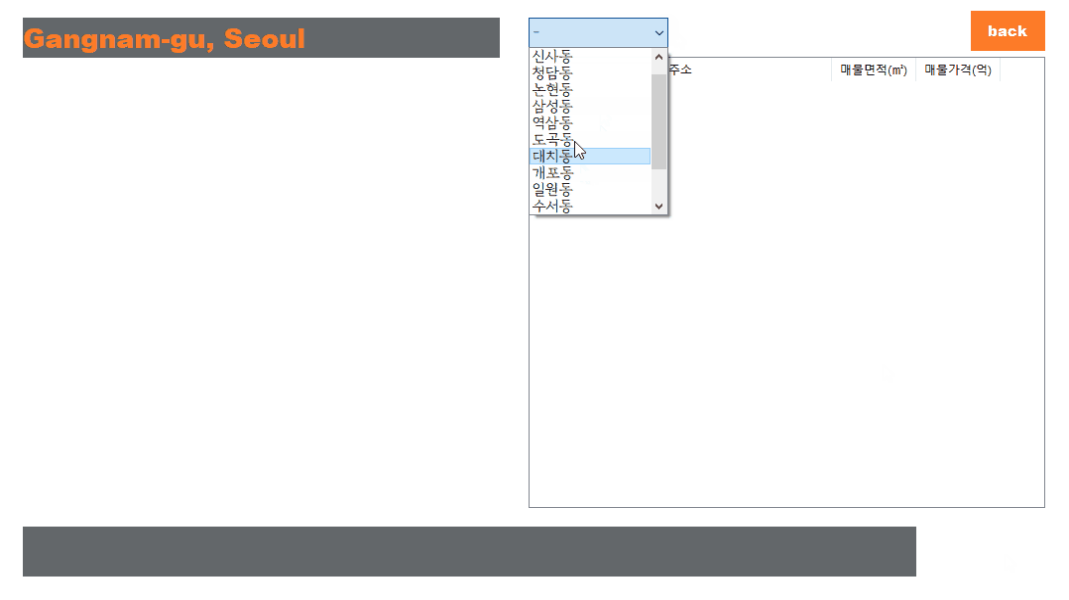 Gangnam-gu, Seoul
-
back
신사동
청담동
논현동
삼성동
역삼동
도곡동
대치동
개포동
일원동
수서동
주소
매물면적(㎡)
매물가격(억)